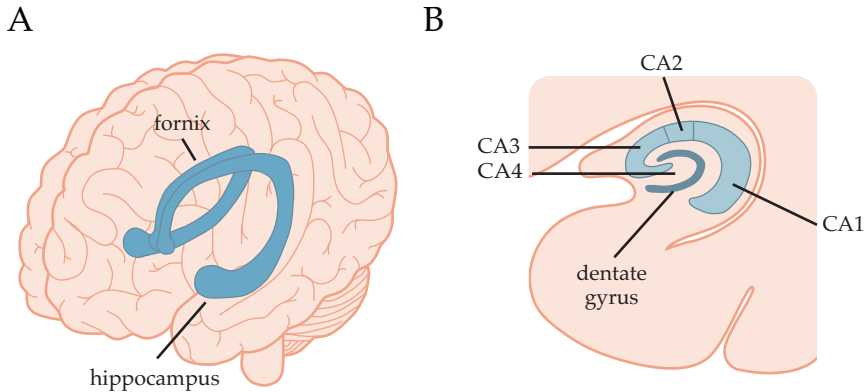 A
fornix
hippocampus
B
CA2
CA3
CA4
CA1
dentate
gyrus